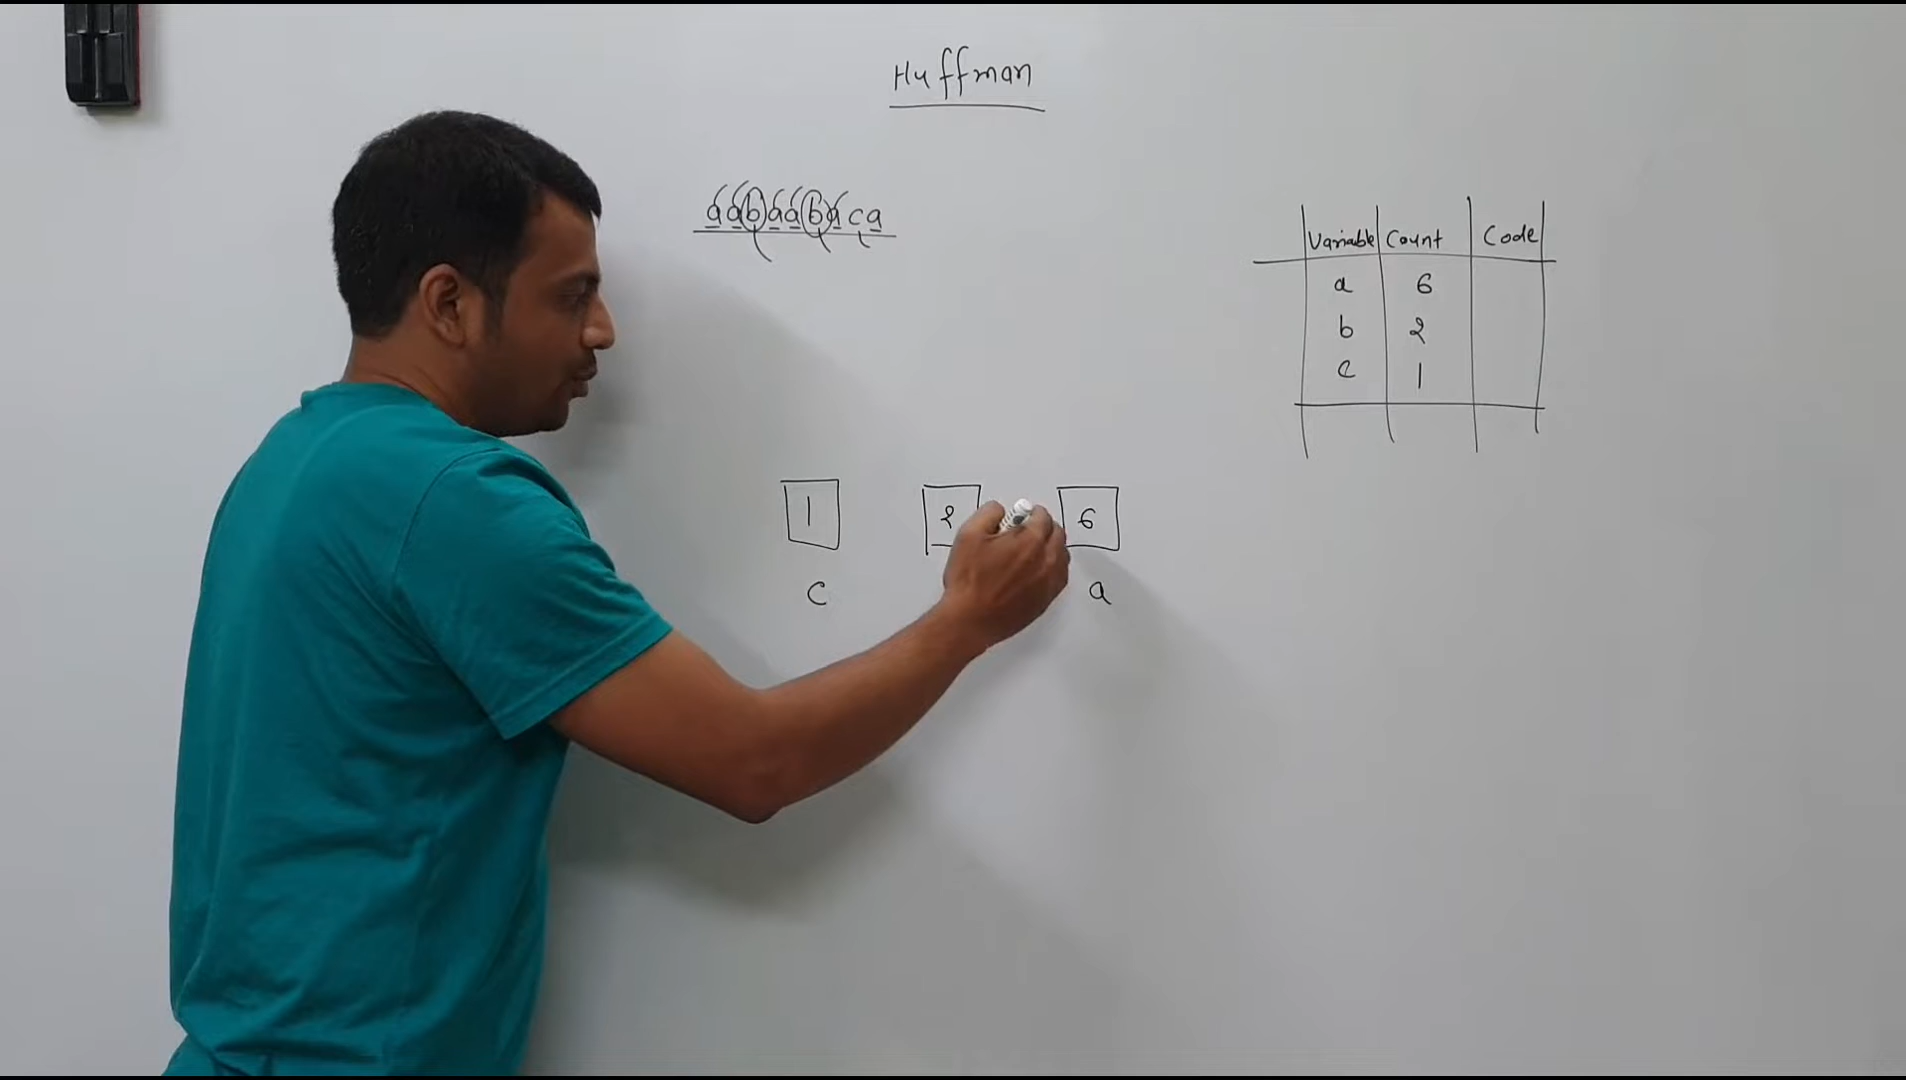 Huffman
aabaabaca
Variable Count Code
a 6
b 2
c 1
1 2 6
c a